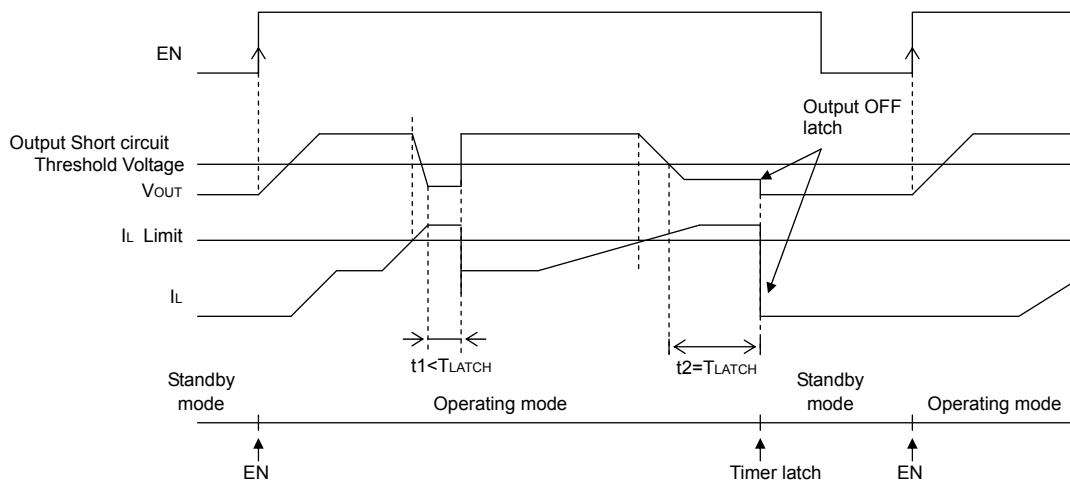 EN
Output OFF
latch
Output Short circuit
Threshold Voltage
VOUT
IL Limit
IL
t1<TLATCH
t2=TLATCH
Standby
mode
Operating mode
Standby
mode
Operating mode
EN
Timer latch
EN